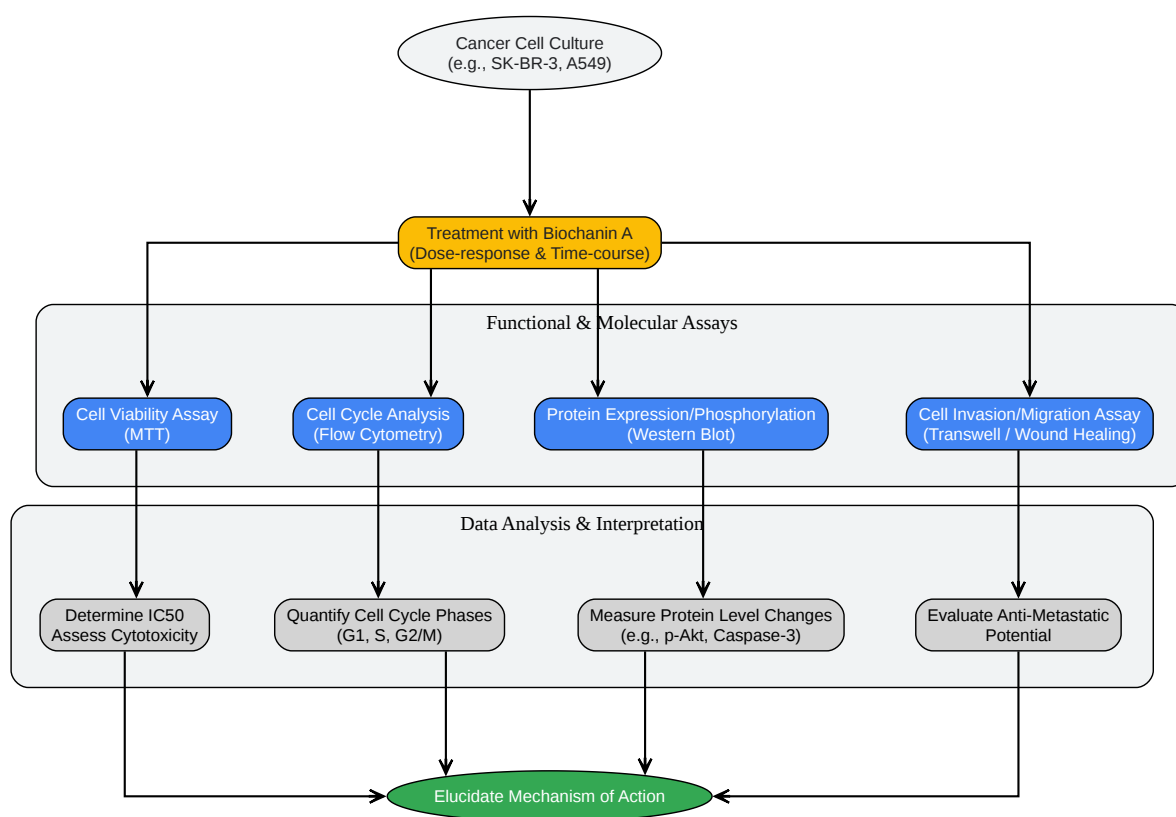 Cancer Cell Culture
(e.g., SK-BR-3, A549)
Treatment with Biochanin A
(Dose-response & Time-course)
Functional & Molecular Assays
Cell Viability Assay
(MTT)
Cell Cycle Analysis
(Flow Cytometry)
Protein Expression/Phosphorylation
(Western Blot)
Cell Invasion/Migration Assay
(Transwell / Wound Healing)
Data Analysis & Interpretation
Determine IC50
Assess Cytotoxicity
Quantify Cell Cycle Phases
(G1, S, G2/M)
Measure Protein Level Changes
(e.g., p-Akt, Caspase-3)
Evaluate Anti-Metastatic
Potential
Elucidate Mechanism of Action